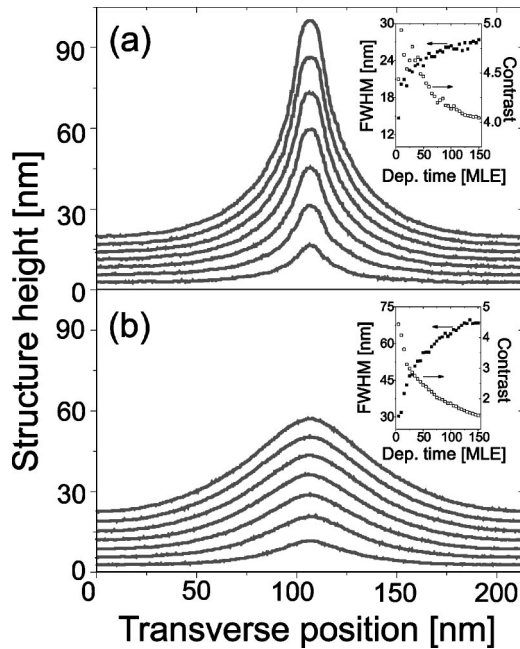 (a)
90
60
30
0
Structure height [nm]
30
24
18
12
FWHM [nm]
5.0
4.5
4.0
Contrast
0 50 100 150
Dep. time [MLE]
(b)
90
60
30
0
75
60
45
30
FWHM [nm]
5
4
3
2
Contrast
0 50 100 150
Dep. time [MLE]
0 50 100 150 200
Transverse position [nm]